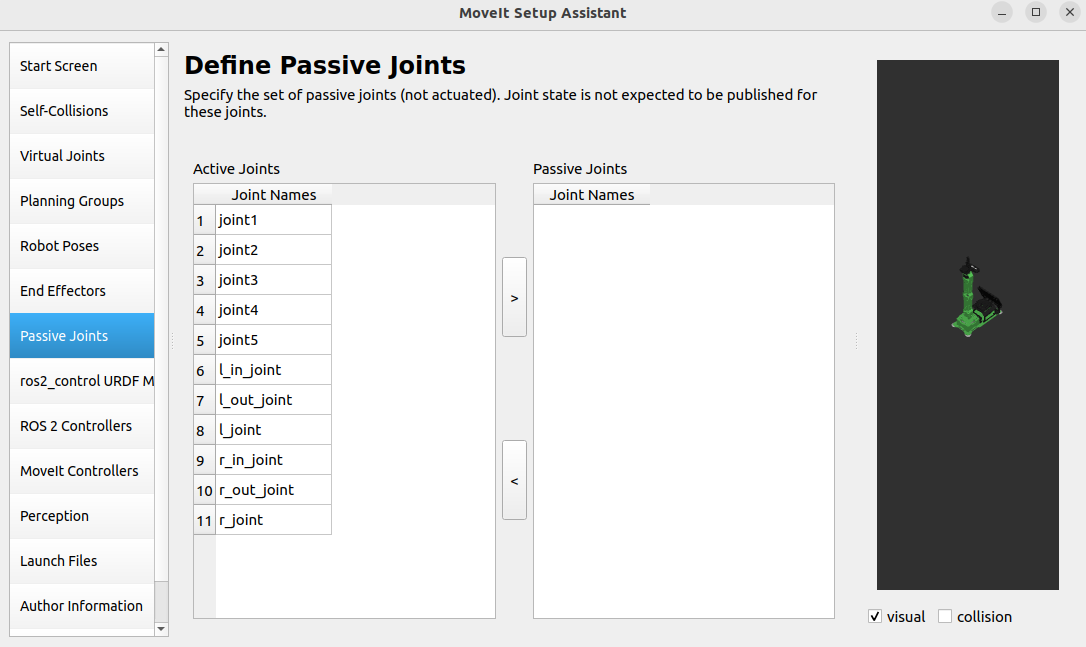 MoveIt Setup Assistant
Start Screen
Self-Collisions
Virtual Joints
Planning Groups
Robot Poses
End Effectors
Passive Joints
ros2_control URDF M
ROS 2 Controllers
MoveIt Controllers
Perception
Launch Files
Author Information
Define Passive Joints
Specify the set of passive joints (not actuated). Joint state is not expected to be published for
these joints.
Active Joints
Joint Names
1 joint1
2 joint2
3 joint3
4 joint4
5 joint5
6 l_in_joint
7 l_out_joint
8 l_joint
9 r_in_joint
10 r_out_joint
11 r_joint
>
<
Passive Joints
Joint Names
visual
collision